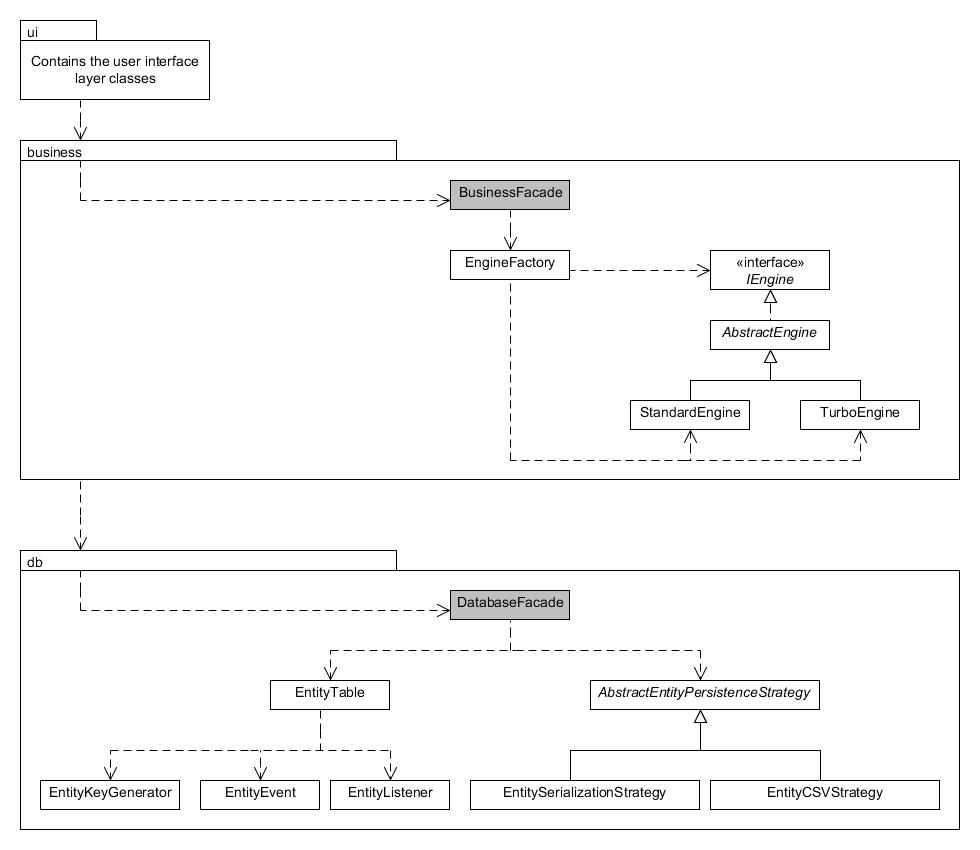 ui
Contains the user interface
layer classes
business
BusinessFacade
EngineFactory
«interface»
IEngine
AbstractEngine
StandardEngine
TurboEngine
db
DatabaseFacade
EntityTable
AbstractEntityPersistenceStrategy
EntityKeyGenerator
EntityEvent
EntityListener
EntitySerializationStrategy
EntityCSVStrategy